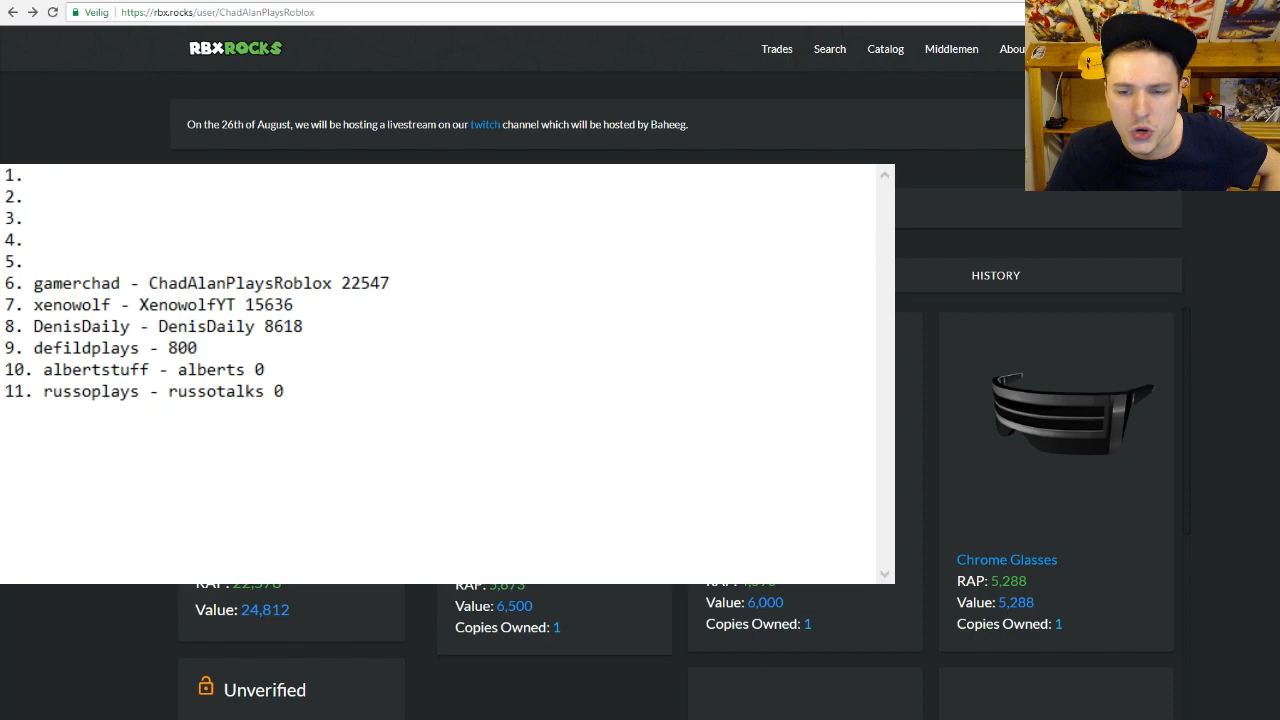 Veilig
https://rbx.rocks/user/ChadAlanPlaysRoblox
RBXROCKS
Trades
Search
Catalog
Middlemen
Abou
On the 26th of August, we will be hosting a livestream on our twitch channel which will be hosted by Baheeg.
1.
2.
3.
4.
5.
6. gamerchad - ChadAlanPlaysRoblox 22547
7. xenowolf - XenowolfYT 15636
8. DenisDaily - DenisDaily 8618
9. defildplays - 800
10. albertstuff - alberts 0
11. russoplays - russotalks 0
HISTORY
Value: 24,812
Unverified
RAP: 5,673
Value: 6,500
Copies Owned: 1
Value: 6,000
Copies Owned: 1
Chrome Glasses
RAP: 5,288
Value: 5,288
Copies Owned: 1